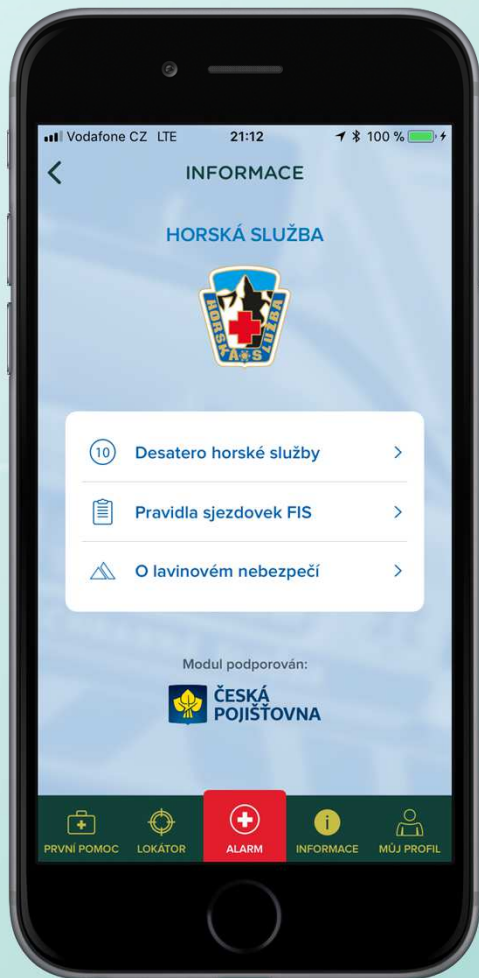 Vodafone CZ LTE 21:12 100 %
INFORMACE
HORSKÁ SLUŽBA
HORSKÁ SLUŽBA
10 Desatero horské služby
Pravidla sjezdovek FIS
O lavinovém nebezpečí
Modul podporován:
ČESKÁ
POJIŠŤOVNA
PRVNÍ POMOC LOKÁTOR ALARM INFORMACE MŮJ PROFIL